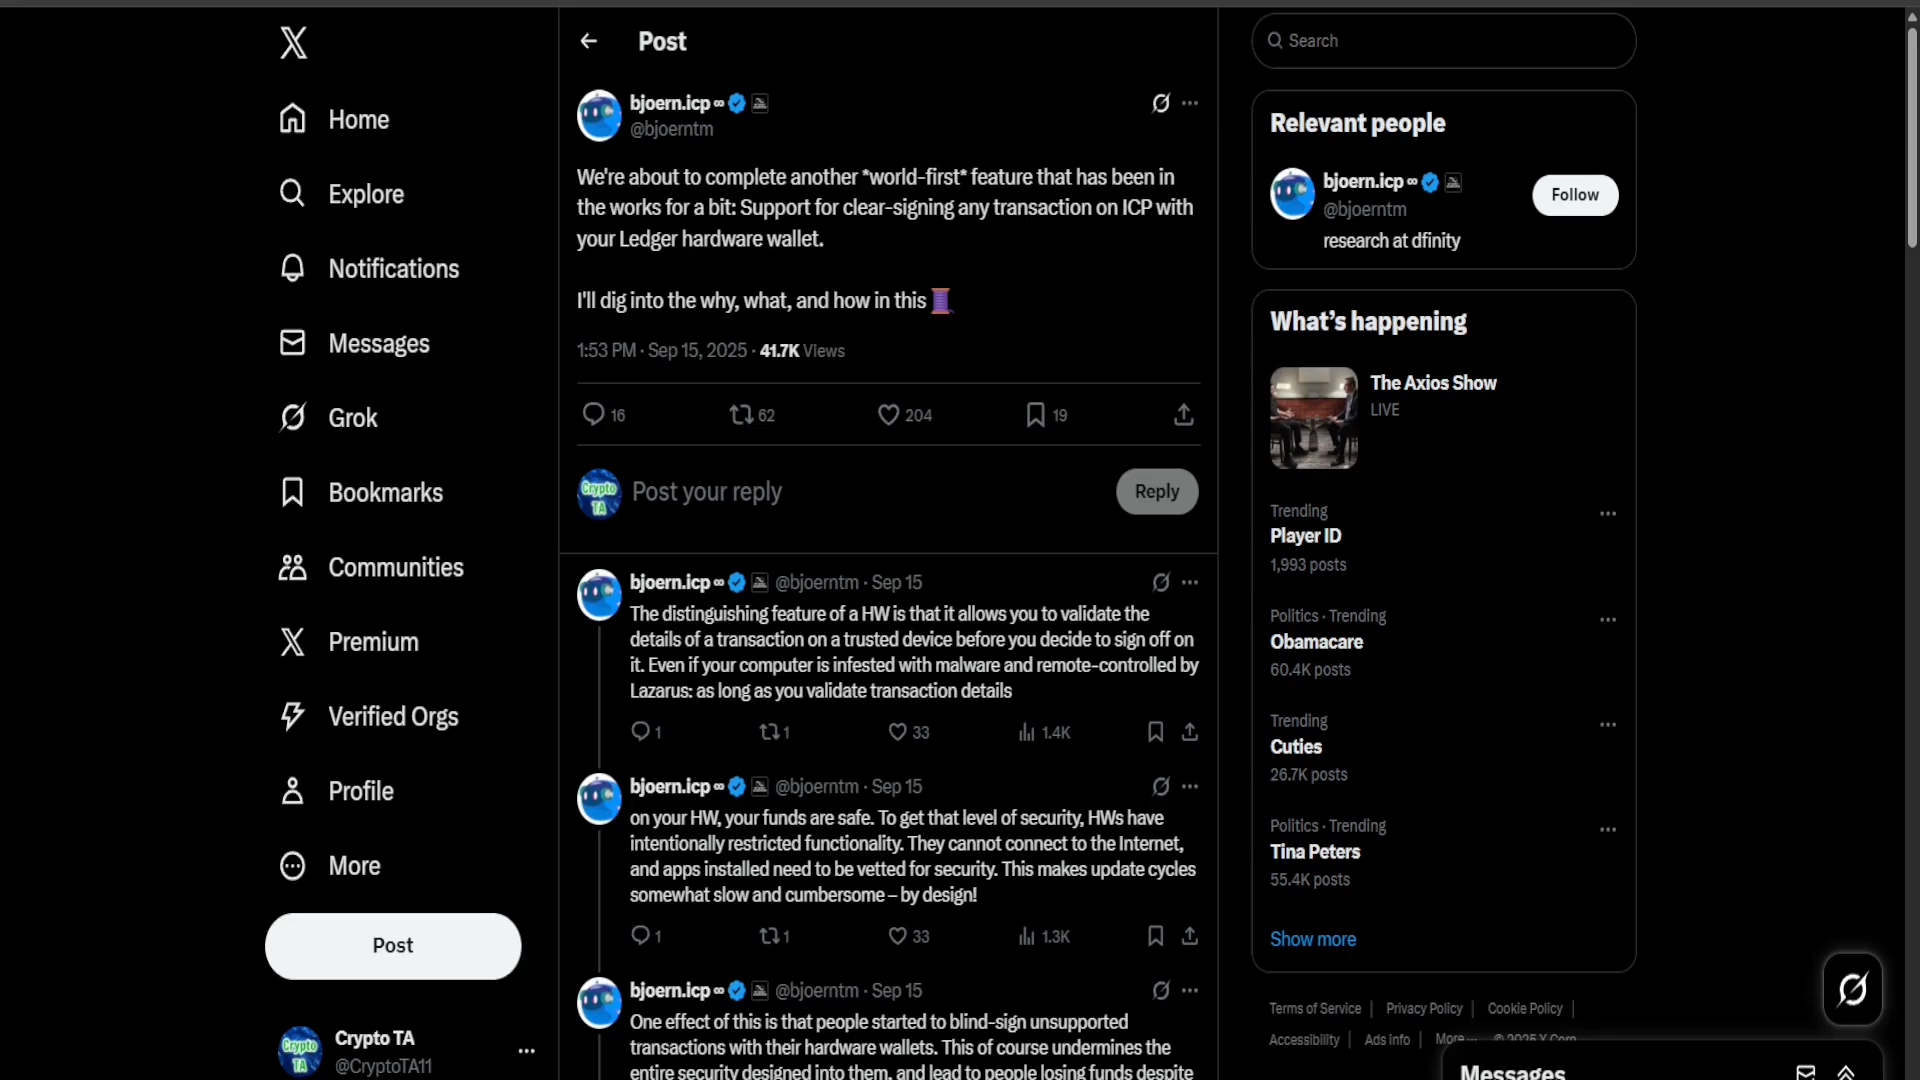 Home
Explore
Notifications
Messages
Grok
Bookmarks
Communities
Premium
Verified Orgs
Profile
More
Post
Crypto TA
@CryptoTA11
Post
bjoern.icp ∞
@bjoerntm
We're about to complete another *world-first* feature that has been in
the works for a bit: Support for clear-signing any transaction on ICP with
your Ledger hardware wallet.
I'll dig into the why, what, and how in this 🧵
1:53 PM · Sep 15, 2025 · 41.7K Views
16 62 204 19
Crypto TA
Post your reply
Reply
bjoern.icp ∞ @bjoerntm · Sep 15
The distinguishing feature of a HW is that it allows you to validate the
details of a transaction on a trusted device before you decide to sign off on
it. Even if your computer is infested with malware and remote-controlled by
Lazarus: as long as you validate transaction details
1 1 33 1.4K
bjoern.icp ∞ @bjoerntm · Sep 15
on your HW, your funds are safe. To get that level of security, HWs have
intentionally restricted functionality. They cannot connect to the Internet,
and apps installed need to be vetted for security. This makes update cycles
somewhat slow and cumbersome – by design!
1 1 33 1.3K
bjoern.icp ∞ @bjoerntm · Sep 15
One effect of this is that people started to blind-sign unsupported
transactions with their hardware wallets. This of course undermines the
entire security designed into them, and lead to people losing funds despite
Search
Relevant people
bjoern.icp ∞
@bjoerntm
Follow
research at dfinity
What's happening
The Axios Show
LIVE
Trending
Player ID
1,993 posts
Politics · Trending
Obamacare
60.4K posts
Trending
Cuties
26.7K posts
Politics · Trending
Tina Peters
55.4K posts
Show more
Terms of Service | Privacy Policy | Cookie Policy |
Accessibility | Ads info | More ... © 2025 X Corp.
Messages